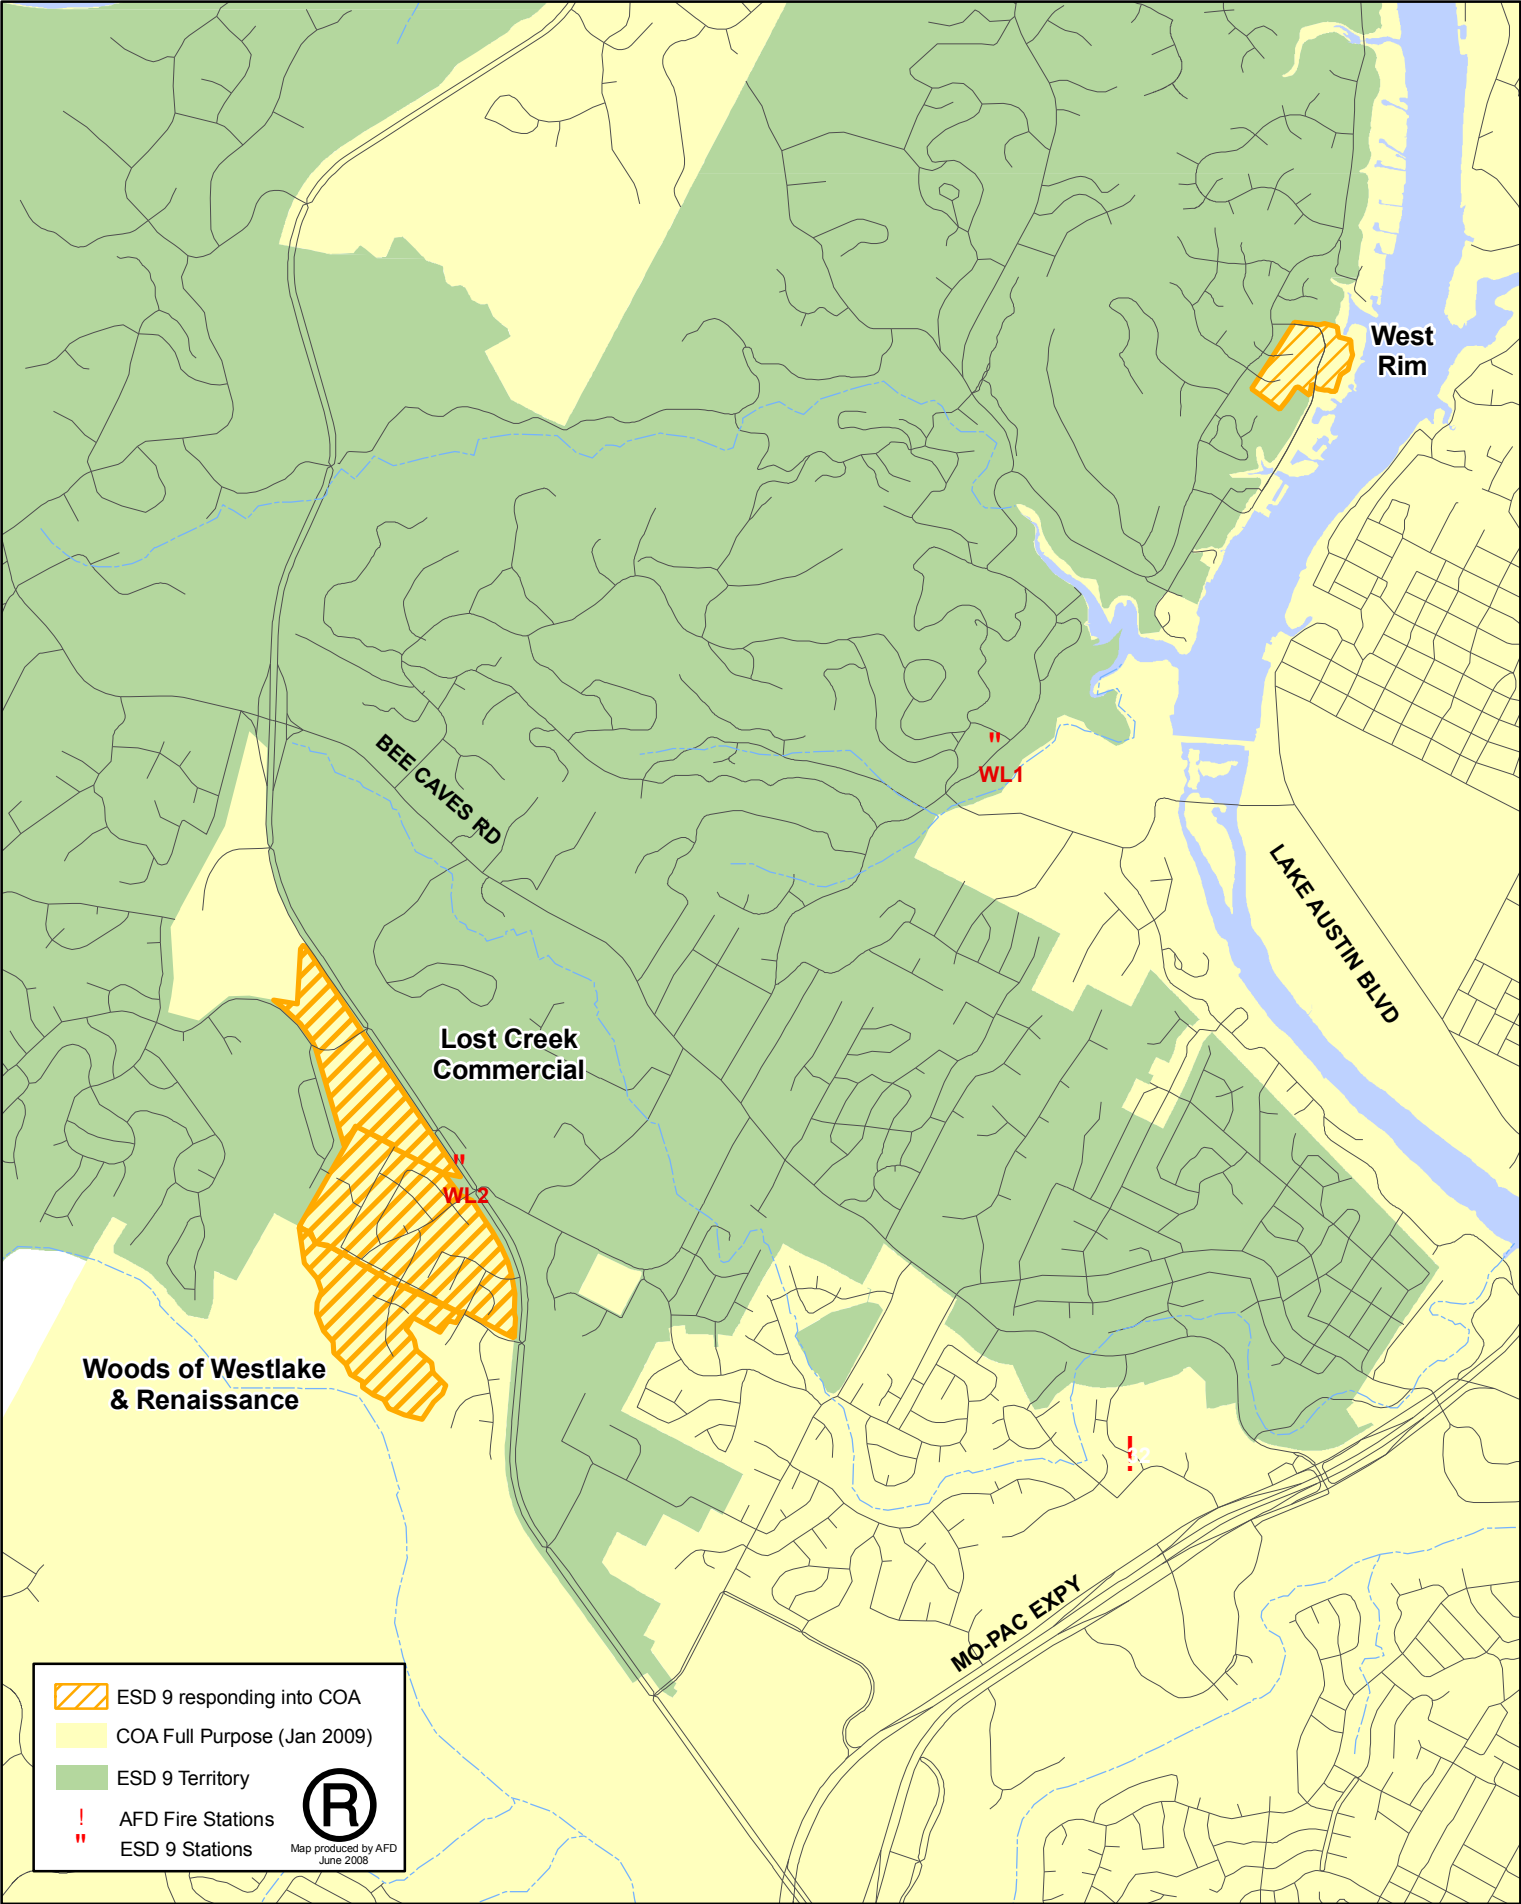 West
Rim
BEE CAVES RD
"
WL1
LAKE AUSTIN BLVD
Lost Creek
Commercial
"
WL2
Woods of Westlake
& Renaissance
!
MO-PAC EXPY
ESD 9 responding into COA
COA Full Purpose (Jan 2009)
ESD 9 Territory
! AFD Fire Stations
" ESD 9 Stations
R
Map produced by AFD
June 2008